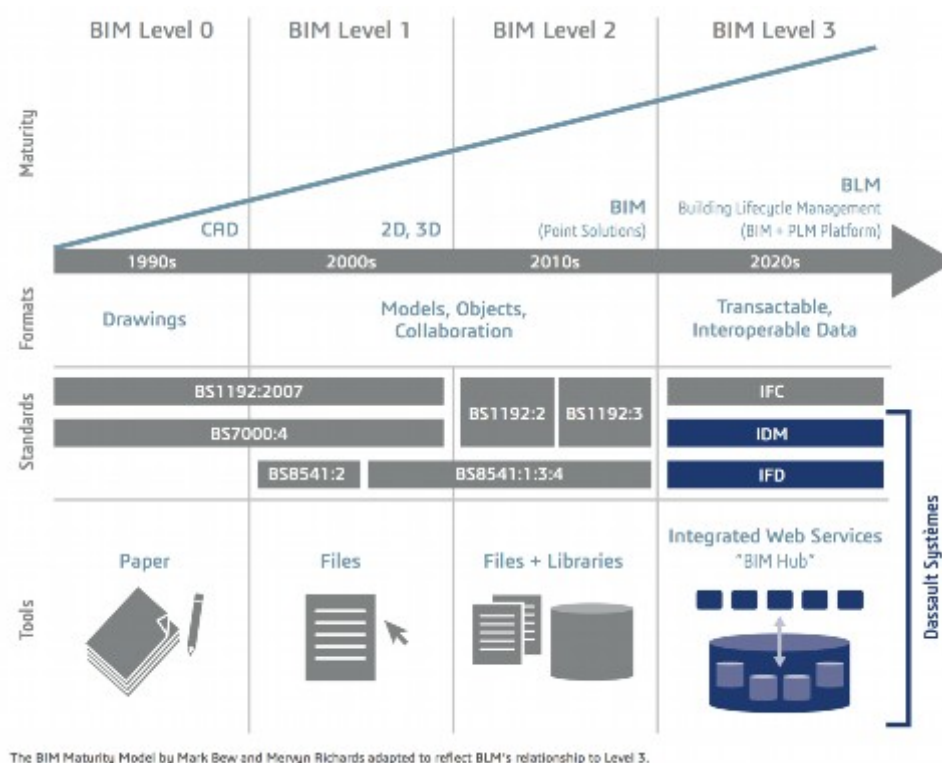 BIM Level 0
BIM Level 1
BIM Level 2
BIM Level 3
Maturity
CAD
2D, 3D
BIM
(Point Solutions)
BLM
Building Lifecycle Management
(BIM + PLM Platform)
1990s
2000s
2010s
2020s
Formats
Drawings
Models, Objects,
Collaboration
Transactable,
Interoperable Data
Standards
BS1192:2007
BS7000:4
BS8541:2
BS1192:2
BS1192:3
BS8541:1:3:4
IFC
IDM
IFD
Tools
Paper
Files
Files + Libraries
Integrated Web Services
"BIM Hub"
Dassault Systèmes
The BIM Maturity Model by Mark Bew and Mervyn Richards adapted to reflect BLM's relationship to Level 3.